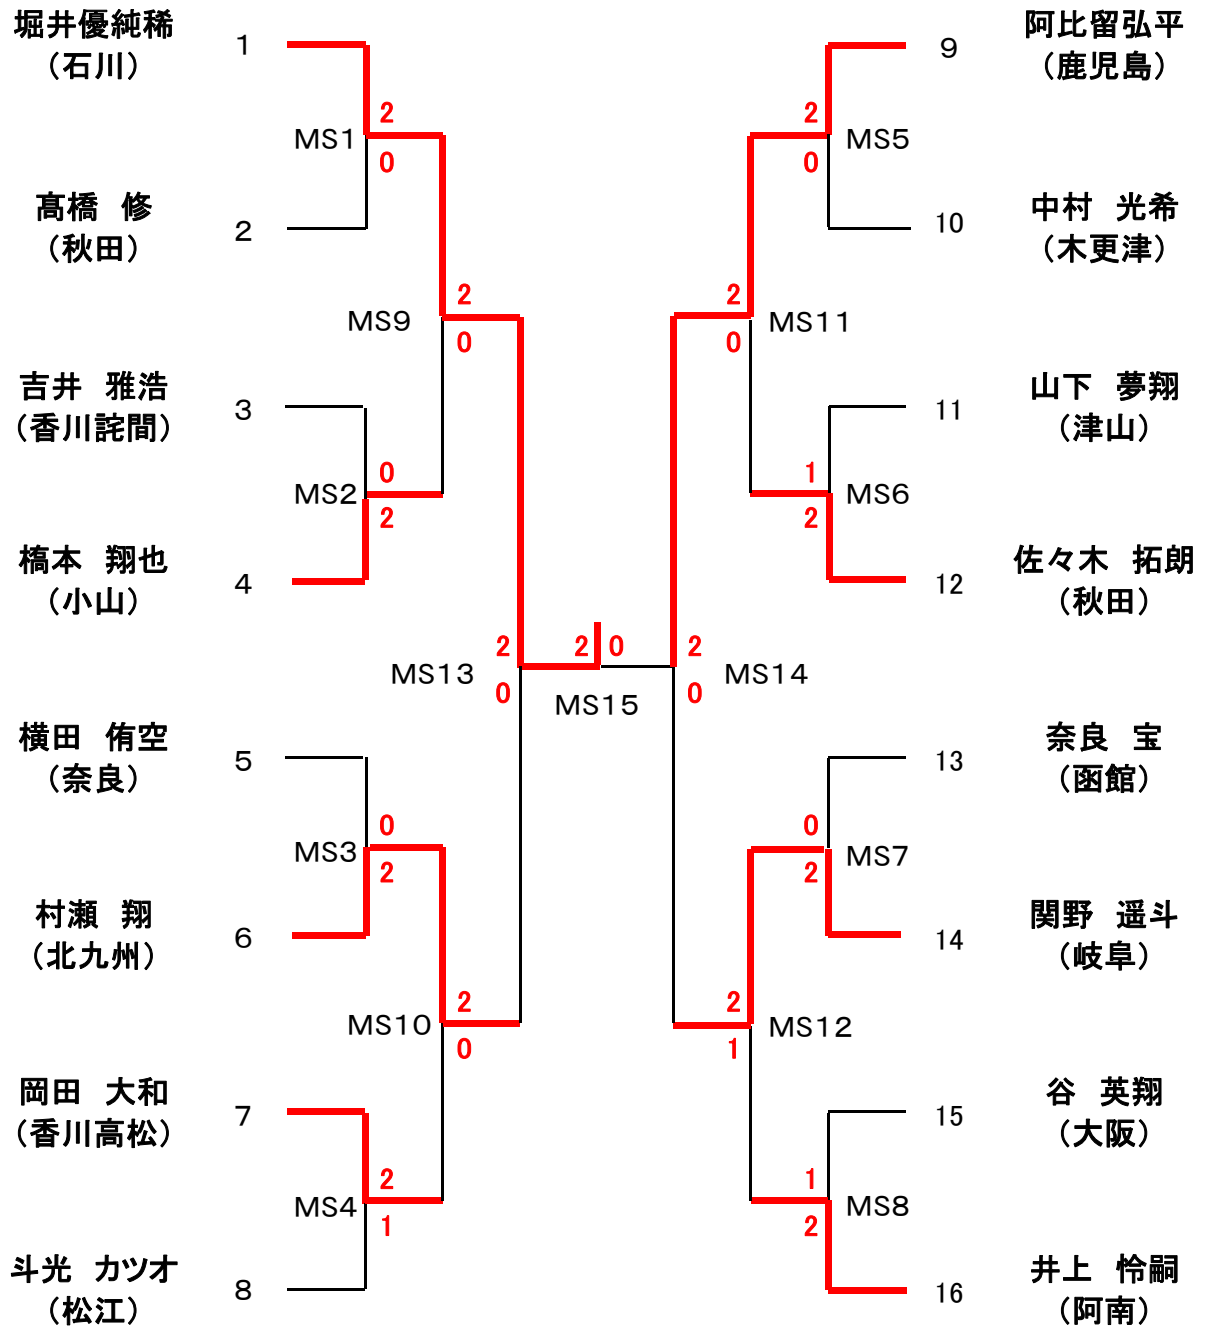 堀井優純稀
（石川）
1
2
MS1
0
髙橋　修
（秋田）
2
2
MS9
0
吉井　雅浩
（香川詫間）
3
0
MS2
2
橋本　翔也
（小山）
4
2
MS13
0
横田　侑空
（奈良）
5
0
MS3
2
村瀬　翔
（北九州）
6
2
MS10
0
岡田　大和
（香川高松）
7
2
MS4
1
斗光　カツオ
（松江）
8
2
0
MS15
阿比留弘平
（鹿児島）
9
2
MS5
0
中村　光希
（木更津）
10
2
MS11
0
山下　夢翔
（津山）
11
1
MS6
2
佐々木　拓朗
（秋田）
12
2
MS14
0
奈良　宝
（函館）
13
0
MS7
2
関野　遥斗
（岐阜）
14
2
MS12
1
谷　英翔
（大阪）
15
1
MS8
2
井上　怜嗣
（阿南）
16